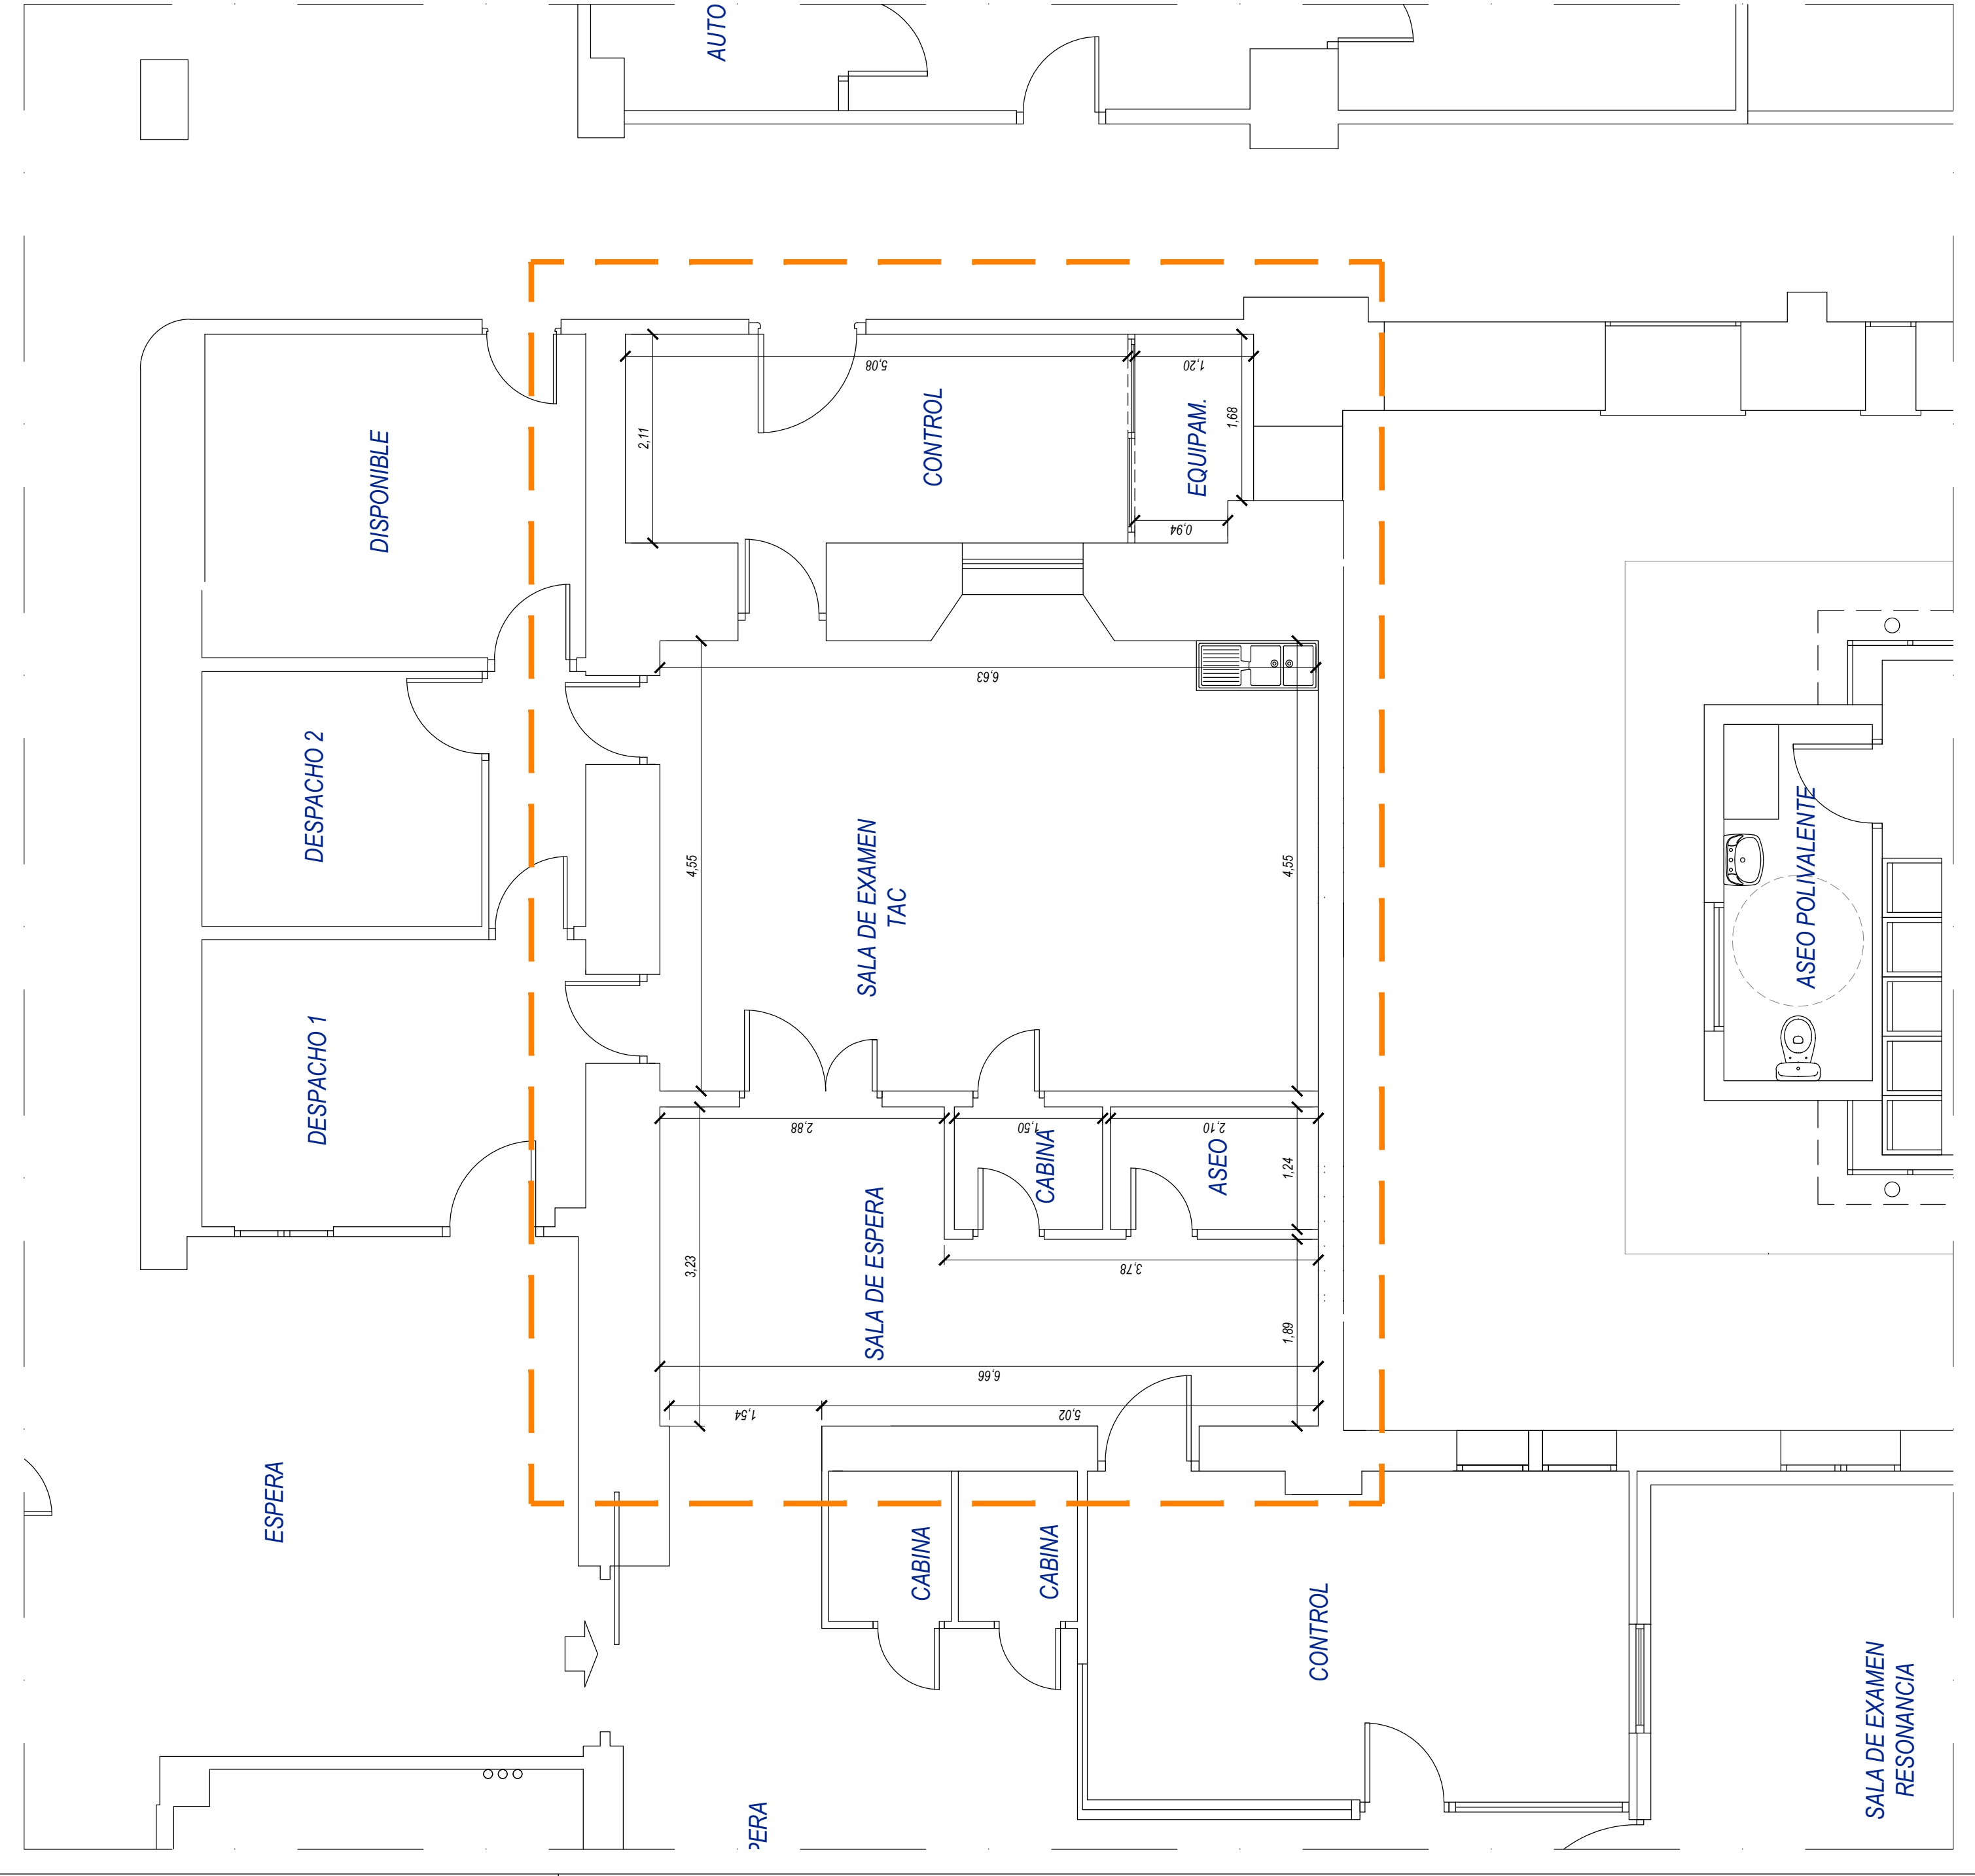 AUTO
5,08
1,20
2,11
CONTROL
EQUIPAM.
1,68
0,94
DISPONIBLE
6,63
DESPACHO 2
4,55
SALA DE EXAMEN
TAC
4,55
ASEO POLIVALENTE
DESPACHO 1
2,88
1,50
2,10
CABINA
ASEO
1,24
SALA DE ESPERA
3,23
3,78
1,89
6,66
1,54
5,02
ESPERA
CABINA
CABINA
CONTROL
SALA DE EXAMEN
RESONANCIA
PERA